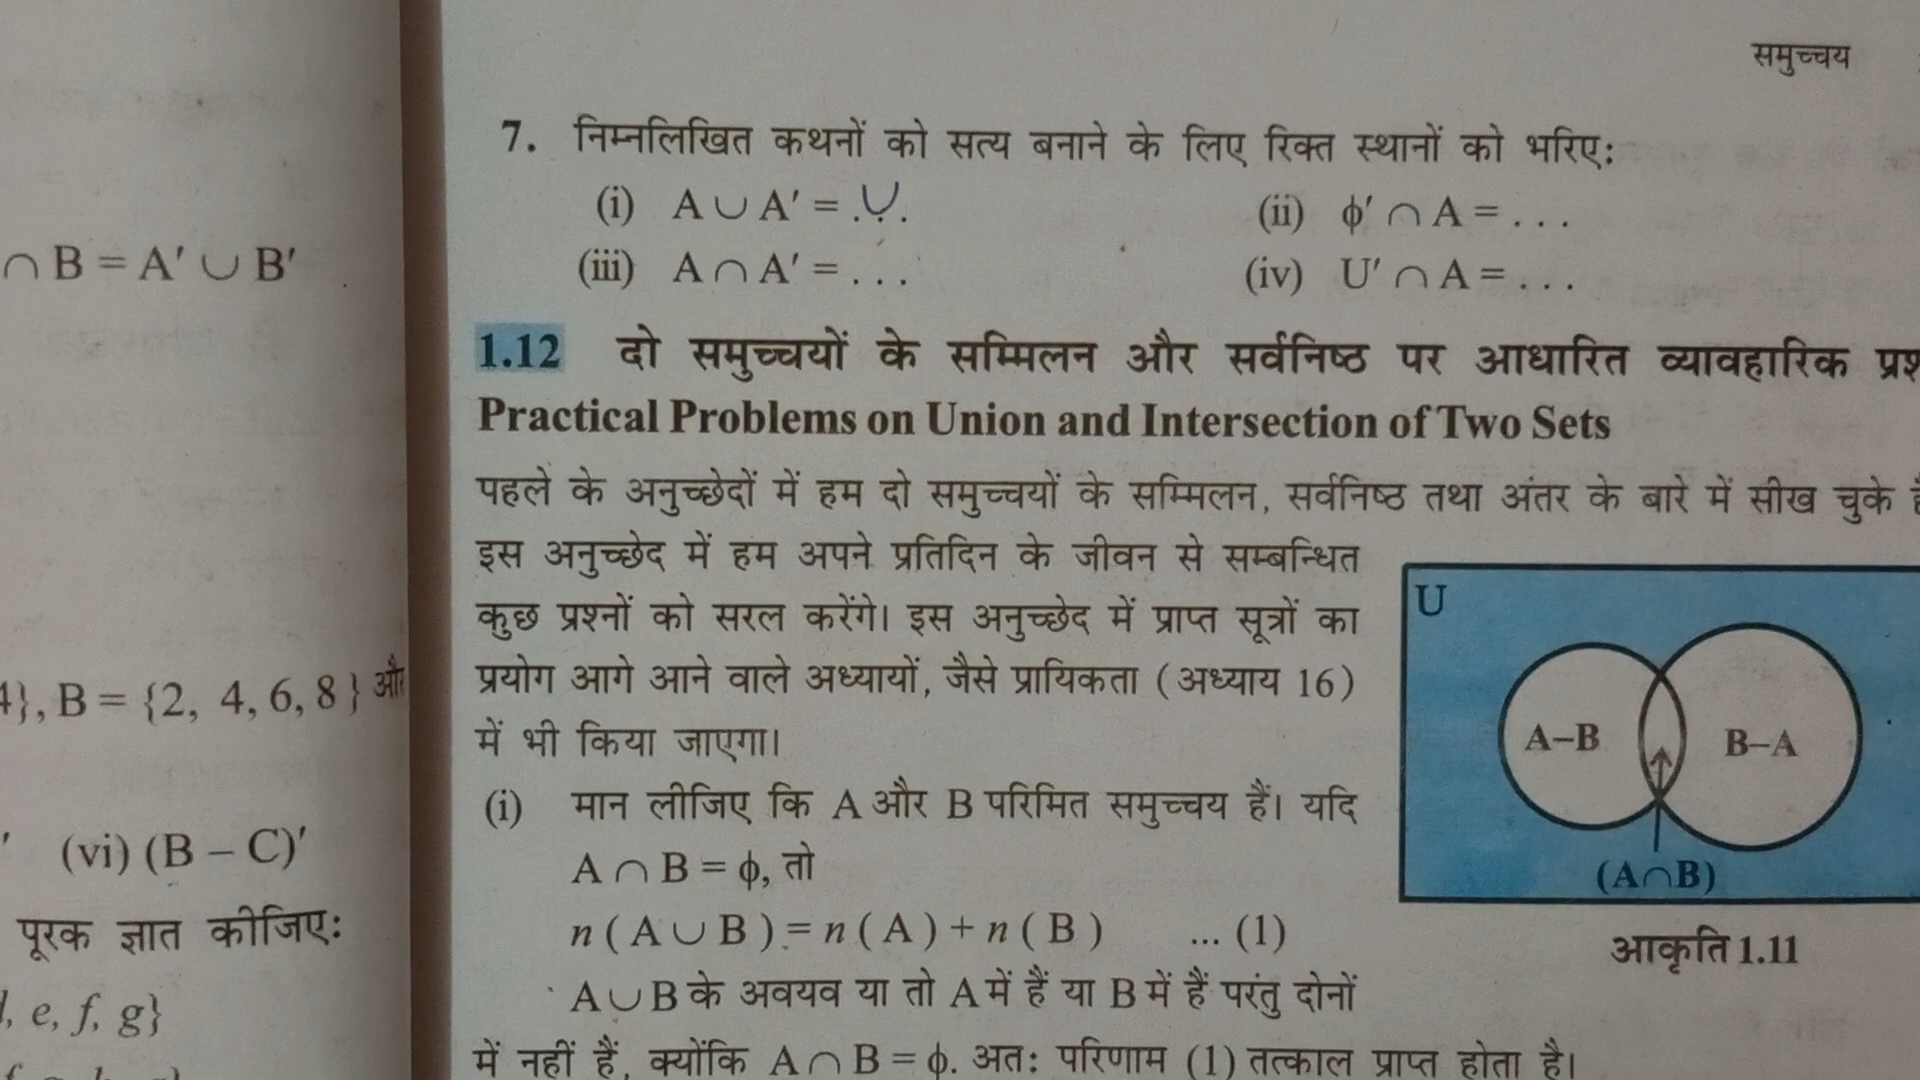 ∩ B = A′ ∪ B′
4}, B = {2, 4, 6, 8 } और
′ (vi) (B – C)′
पूरक ज्ञात कीजिए:
, e, f, g}
समुच्चय
7. निम्नलिखित कथनों को सत्य बनाने के लिए रिक्त स्थानों को भरिए:
(i) A ∪ A′ = .U. (ii) ϕ′ ∩ A = . . .
(iii) A ∩ A′ = . . . (iv) U′ ∩ A = . . .
1.12 दो समुच्चयों के सम्मिलन और सर्वनिष्ठ पर आधारित व्यावहारिक प्रश
Practical Problems on Union and Intersection of Two Sets
पहले के अनुच्छेदों में हम दो समुच्चयों के सम्मिलन, सर्वनिष्ठ तथा अंतर के बारे में सीख चुके
इस अनुच्छेद में हम अपने प्रतिदिन के जीवन से सम्बन्धित
कुछ प्रश्नों को सरल करेंगे। इस अनुच्छेद में प्राप्त सूत्रों का
प्रयोग आगे आने वाले अध्यायों, जैसे प्रायिकता (अध्याय 16)
में भी किया जाएगा।
(i) मान लीजिए कि A और B परिमित समुच्चय हैं। यदि
A ∩ B = ϕ, तो
n ( A ∪ B ) = n ( A ) + n ( B ) ... (1)
A ∪ B के अवयव या तो A में हैं या B में हैं परंतु दोनों
में नहीं हैं, क्योंकि A ∩ B = ϕ. अत: परिणाम (1) तत्काल प्राप्त होता है।
U
A–B
B–A
(A∩B)
आकृति 1.11